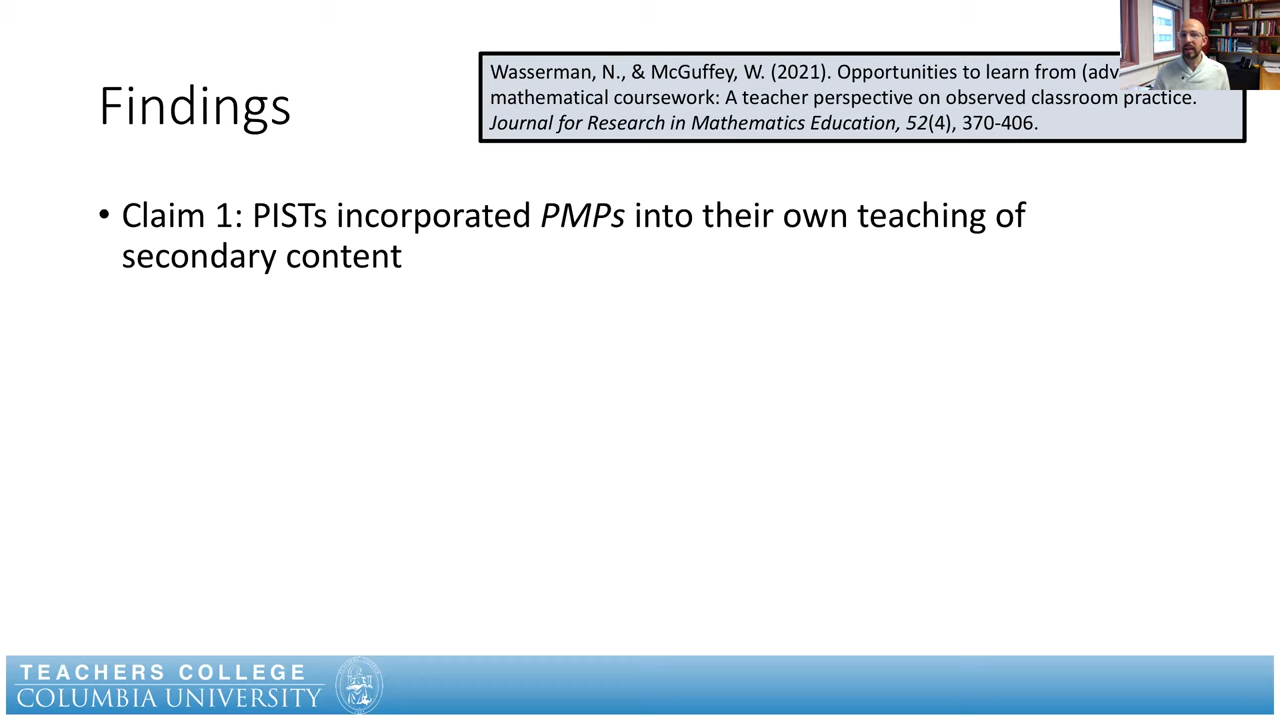 Findings
Wasserman, N., & McGuffey, W. (2021). Opportunities to learn from
mathematical coursework: A teacher perspective on observed classroom practice.
Journal for Research in Mathematics Education, 52(4), 370-406.
• Claim 1: PISTs incorporated PMPs into their own teaching of
secondary content
TEACHERS COLLEGE
COLUMBIA UNIVERSITY